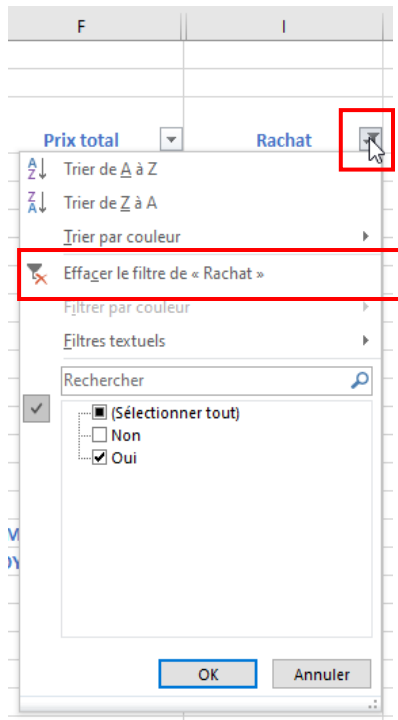 F I
Prix total Rachat
Trier de A à Z
Trier de Z à A
Trier par couleur
Effacer le filtre de « Rachat »
Filtrer par couleur
Filtres textuels
Rechercher
(Sélectionner tout)
Non
Oui
M
OK Annuler